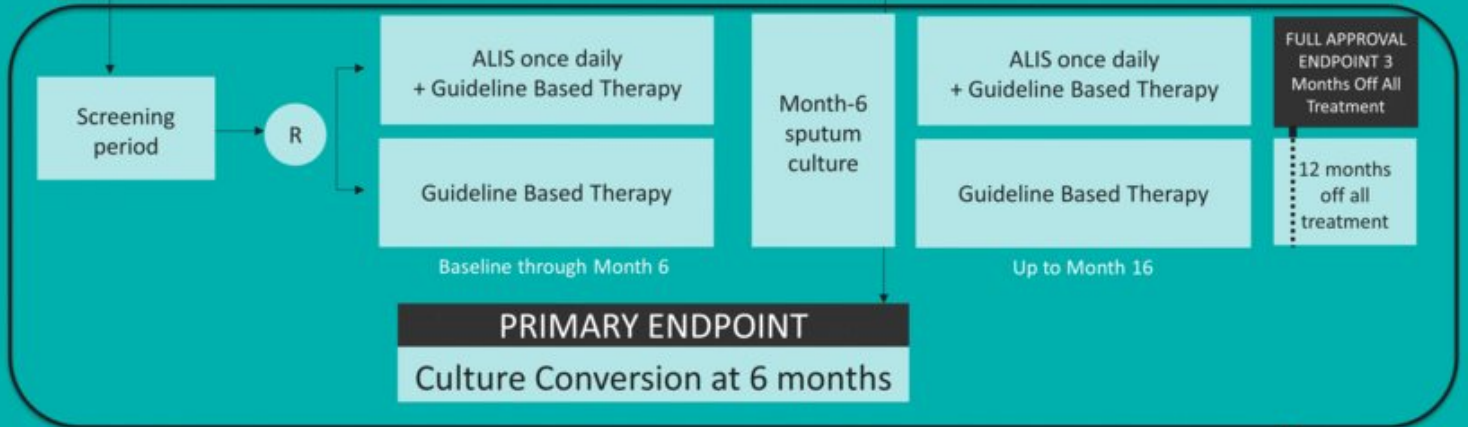 Screening
period
R
ALIS once daily
+ Guideline Based Therapy
Guideline Based Therapy
Baseline through Month 6
Month-6
sputum
culture
ALIS once daily
+ Guideline Based Therapy
Guideline Based Therapy
Up to Month 16
FULL APPROVAL
ENDPOINT 3
Months Off All
Treatment
12 months
off all
treatment
PRIMARY ENDPOINT
Culture Conversion at 6 months